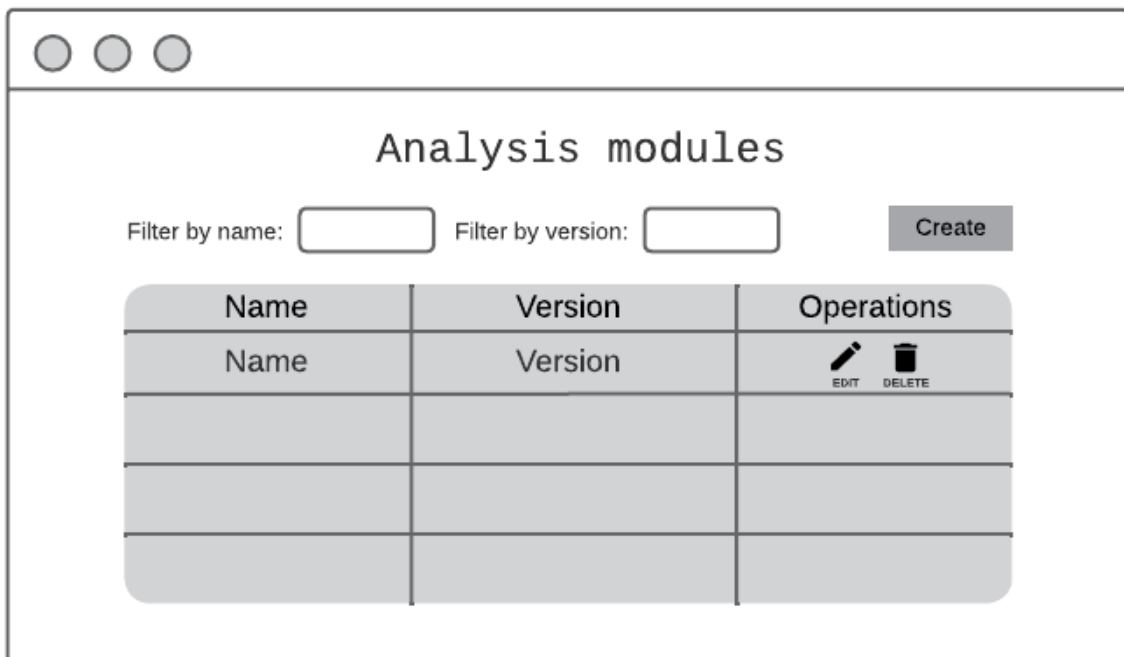 Analysis modules
Filter by name: Filter by version: Create
Name Version Operations
Name Version
EDIT DELETE